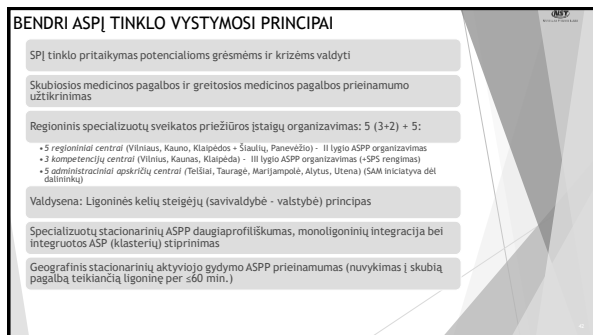 BENDRI ASPĮ TINKLO VYSTYMOSI PRINCIPAI
SPĮ tinklo pritaikymas potencialioms grėsmėms ir krizėms valdyti
Skubiosios medicinos pagalbos ir greitosios medicinos pagalbos prieinamumo
užtikrinimas
Regioninis specializuotų sveikatos priežiūros įstaigų organizavimas: 5 (3+2) + 5:
•5 regioniniai centrai (Vilniaus, Kauno, Klaipėdos + Šiaulių, Panevėžio) - II lygio ASPP organizavimas
•3 kompetencijų centrai (Vilnius, Kaunas, Klaipėda) - III lygio ASPP organizavimas (+SPS rengimas)
•5 administraciniai apskričių centrai (Telšiai, Tauragė, Marijampolė, Alytus, Utena) (SAM iniciatyva dėl
dalininkų)
Valdysena: Ligoninės kelių steigėjų (savivaldybė - valstybė) principas
Specializuotų stacionarinių ASPP daugiaprofiliškumas, monoligoninių integracija bei
integruotos ASP (klasterių) stiprinimas
Geografinis stacionarinių aktyviojo gydymo ASPP prieinamumas (nuvykimas į skubią
pagalbą teikiančią ligoninę per ≤60 min.)